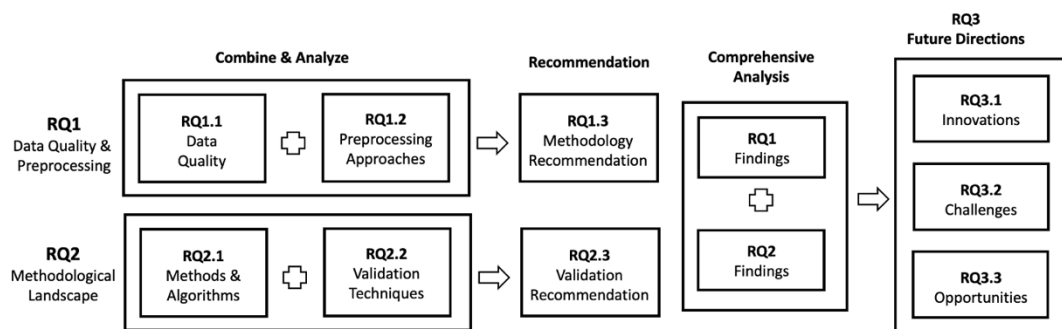 RQ3
Future Directions
Combine & Analyze
Recommendation
Comprehensive
Analysis
RQ1
Data Quality &
Preprocessing
RQ1.1
Data
Quality
RQ1.2
Preprocessing
Approaches
RQ1.3
Methodology
Recommendation
RQ2
Methodological
Landscape
RQ2.1
Methods &
Algorithms
RQ2.2
Validation
Techniques
RQ2.3
Validation
Recommendation
RQ1
Findings
RQ2
Findings
RQ3.1
Innovations
RQ3.2
Challenges
RQ3.3
Opportunities